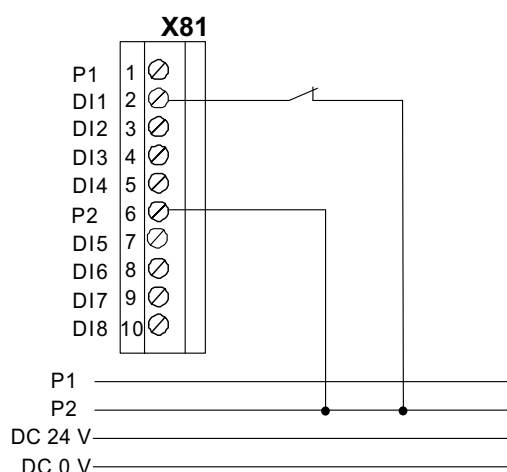 X81
P1 1
DI1 2
DI2 3
DI3 4
DI4 5
P2 6
DI5 7
DI6 8
DI7 9
DI8 10
P1
P2
DC 24 V
DC 0 V